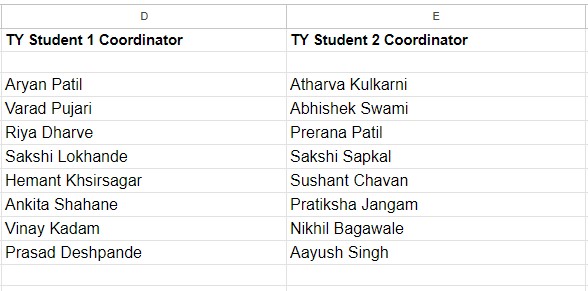 D E
TY Student 1 Coordinator TY Student 2 Coordinator
Aryan Patil Atharva Kulkarni
Varad Pujari Abhishek Swami
Riya Dharve Prerana Patil
Sakshi Lokhande Sakshi Sapkal
Hemant Khsirsagar Sushant Chavan
Ankita Shahane Pratiksha Jangam
Vinay Kadam Nikhil Bagawale
Prasad Deshpande Aayush Singh